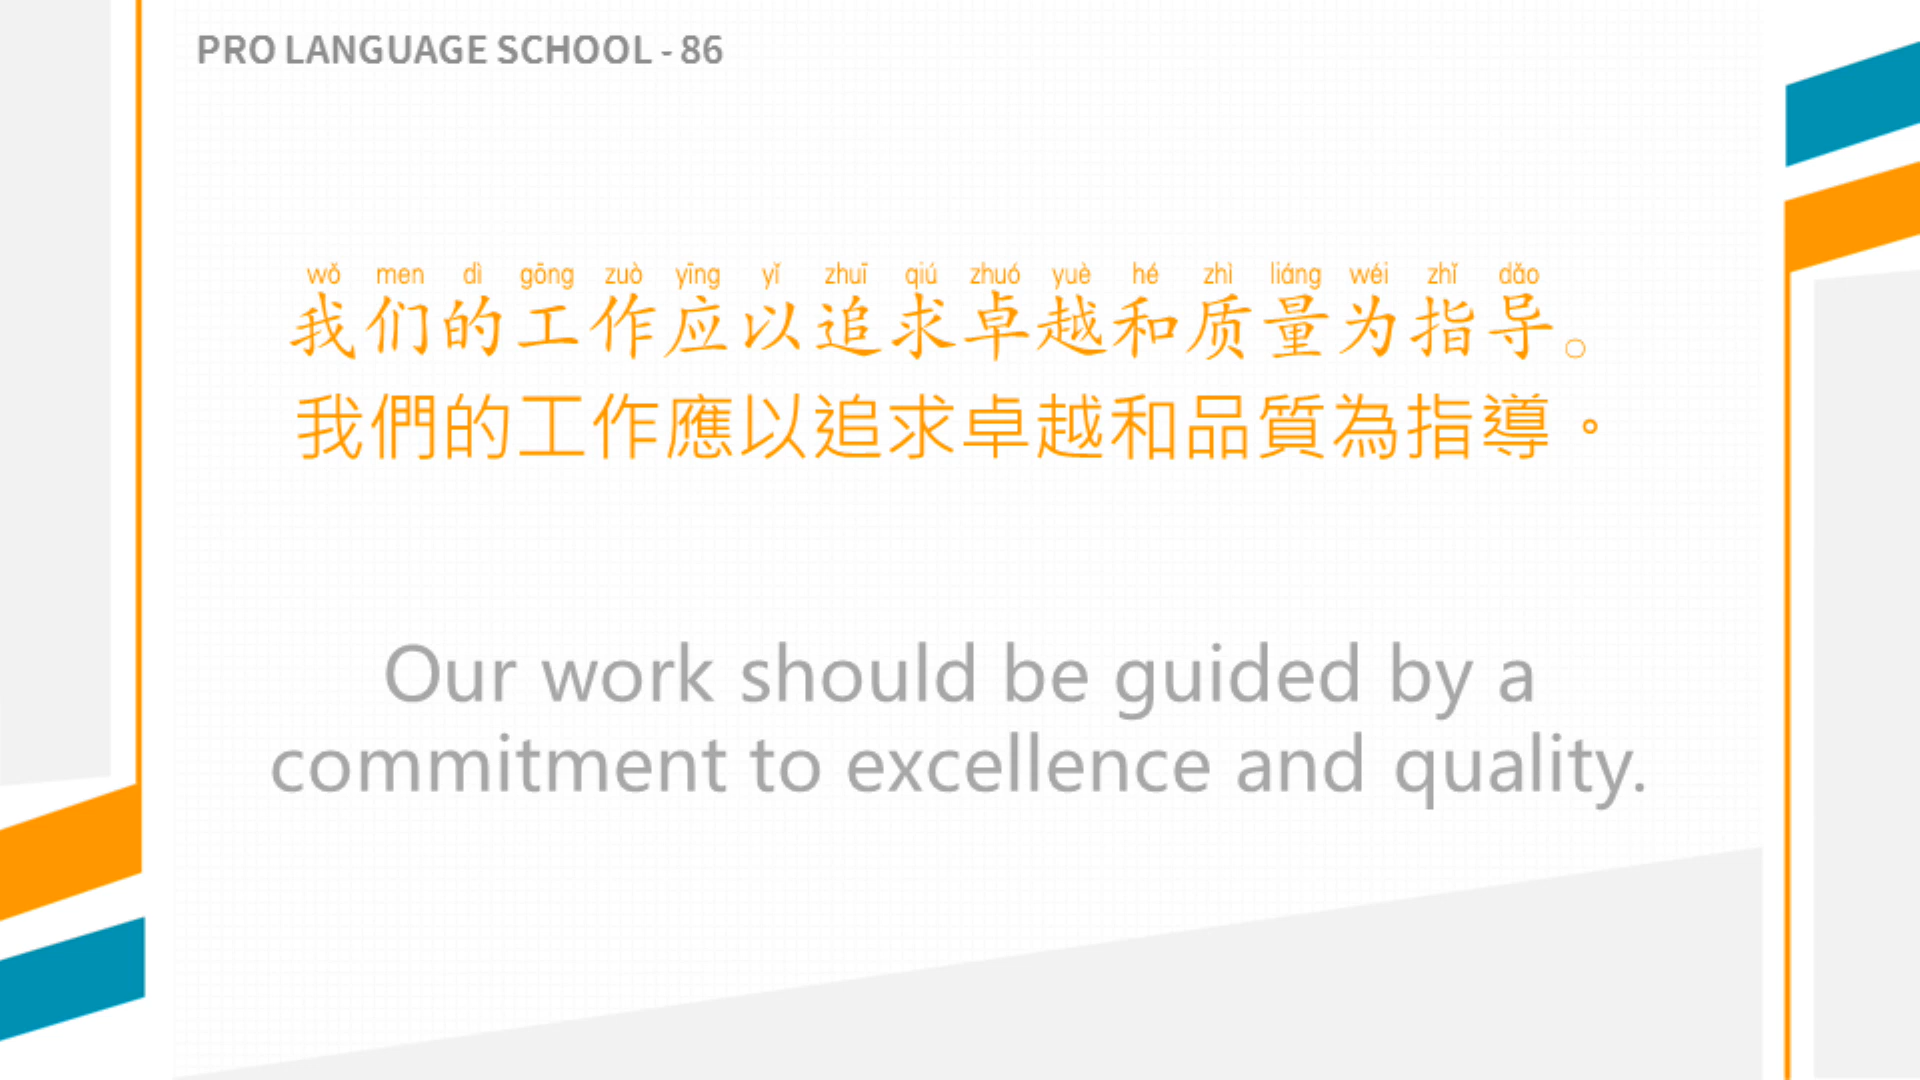 PRO LANGUAGE SCHOOL - 86
wǒ men dì gōng zuò yīng yǐ zhuī qiú zhuó yuè hé zhì liáng wéi zhǐ dǎo
我们的工作应以追求卓越和质量为指导。
我們的工作應以追求卓越和品質為指導。
Our work should be guided by a
commitment to excellence and quality.